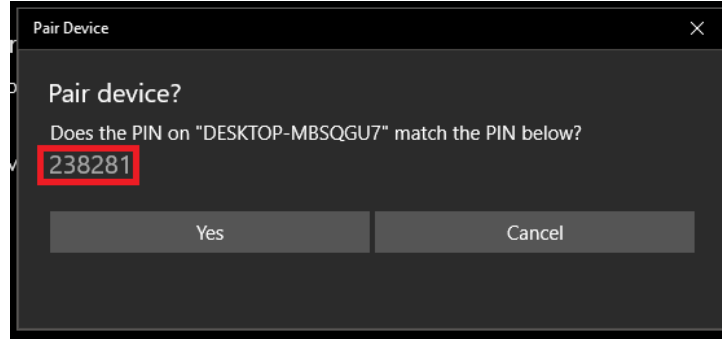 Pair Device
Pair device?
Does the PIN on "DESKTOP-MBSQGU7" match the PIN below?
238281
Yes
Cancel